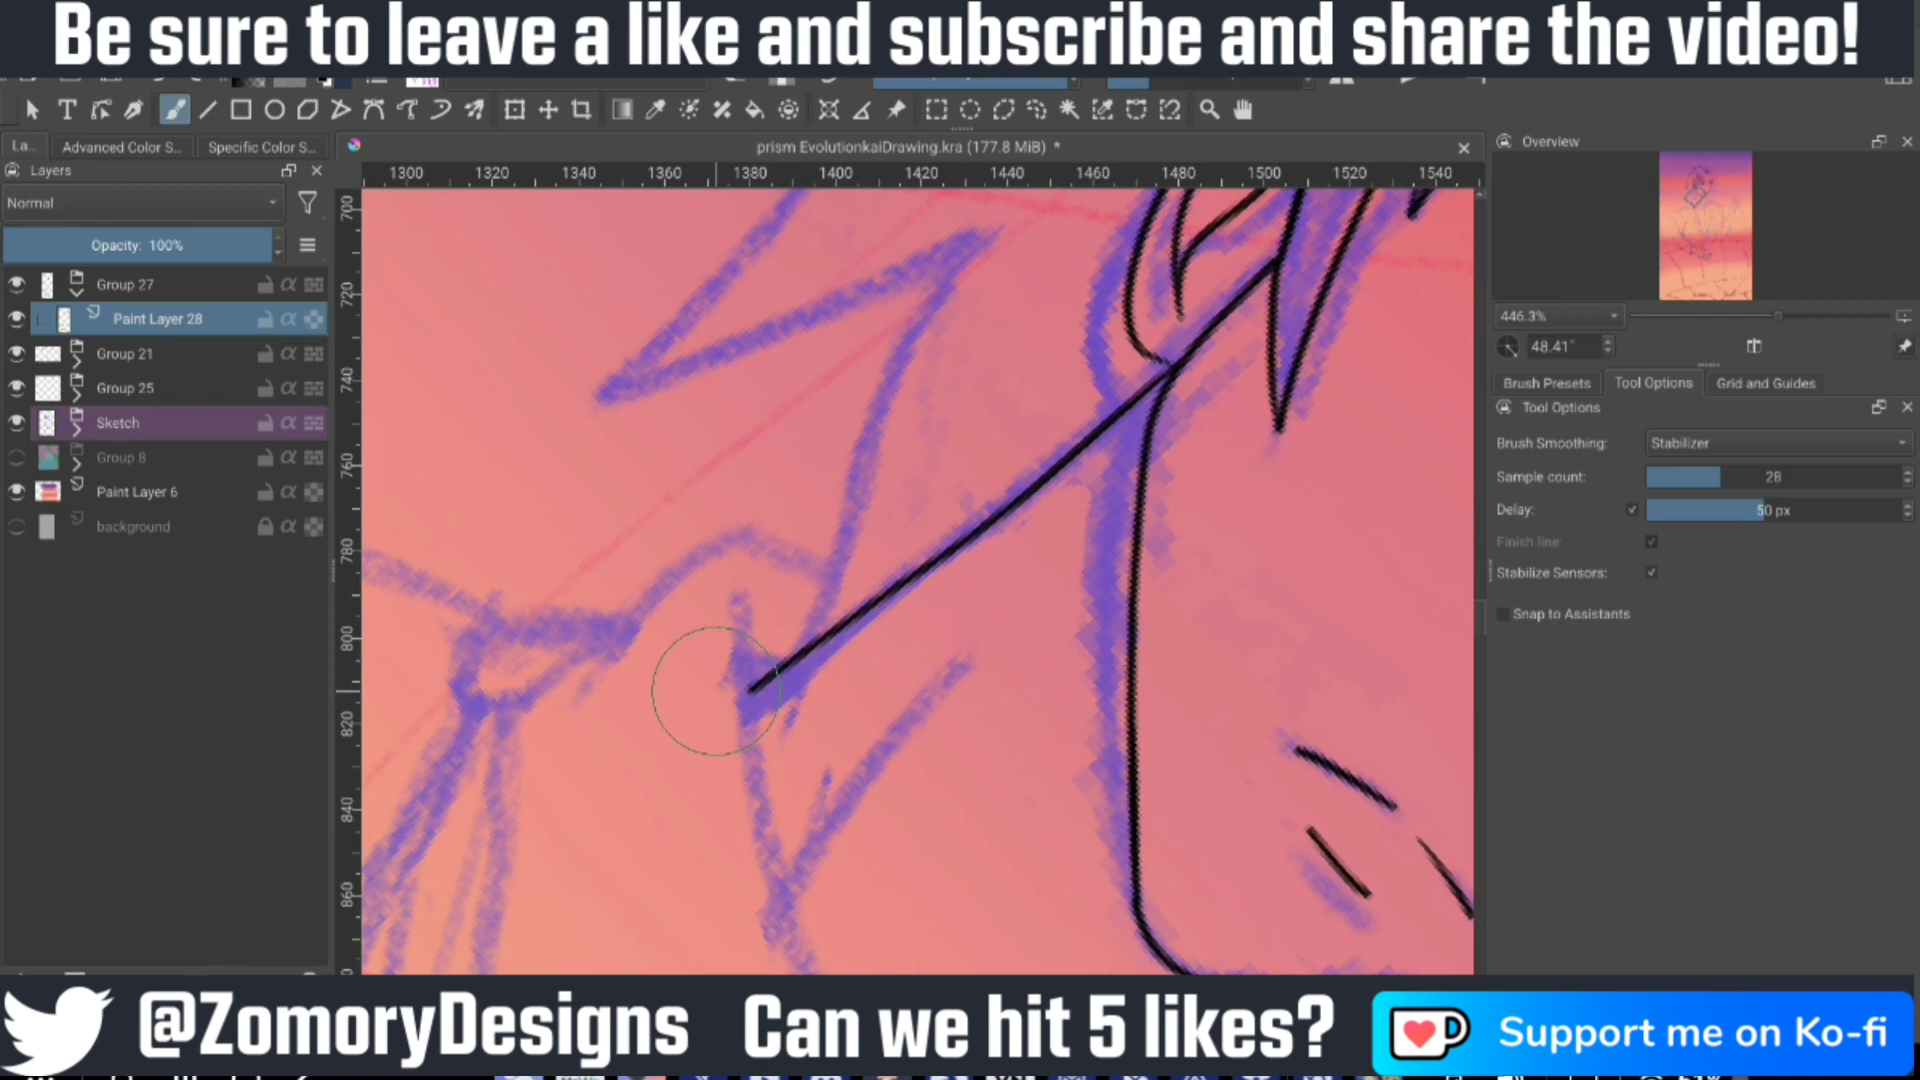 Be sure to leave a like and subscribe and share the video!
La...
Advanced Color S...
Specific Color S...
prism EvolutionkaiDrawing.kra (177.8 MiB) *
Overview
Layers
1300 1320 1340 1360 1380 1400 1420 1440 1460 1480 1500 1520 1540
Normal
Opacity: 100%
Group 27
Paint Layer 28
Group 21
Group 25
Sketch
Group 8
Paint Layer 6
background
700
720
740
760
780
800
820
840
860
446.3%
48.41°
Brush Presets
Tool Options
Grid and Guides
Tool Options
Brush Smoothing: Stabilizer
Sample count: 28
Delay: 50 px
Finish line:
Stabilize Sensors:
Snap to Assistants
@ZomoryDesigns
Can we hit 5 likes?
Support me on Ko-fi